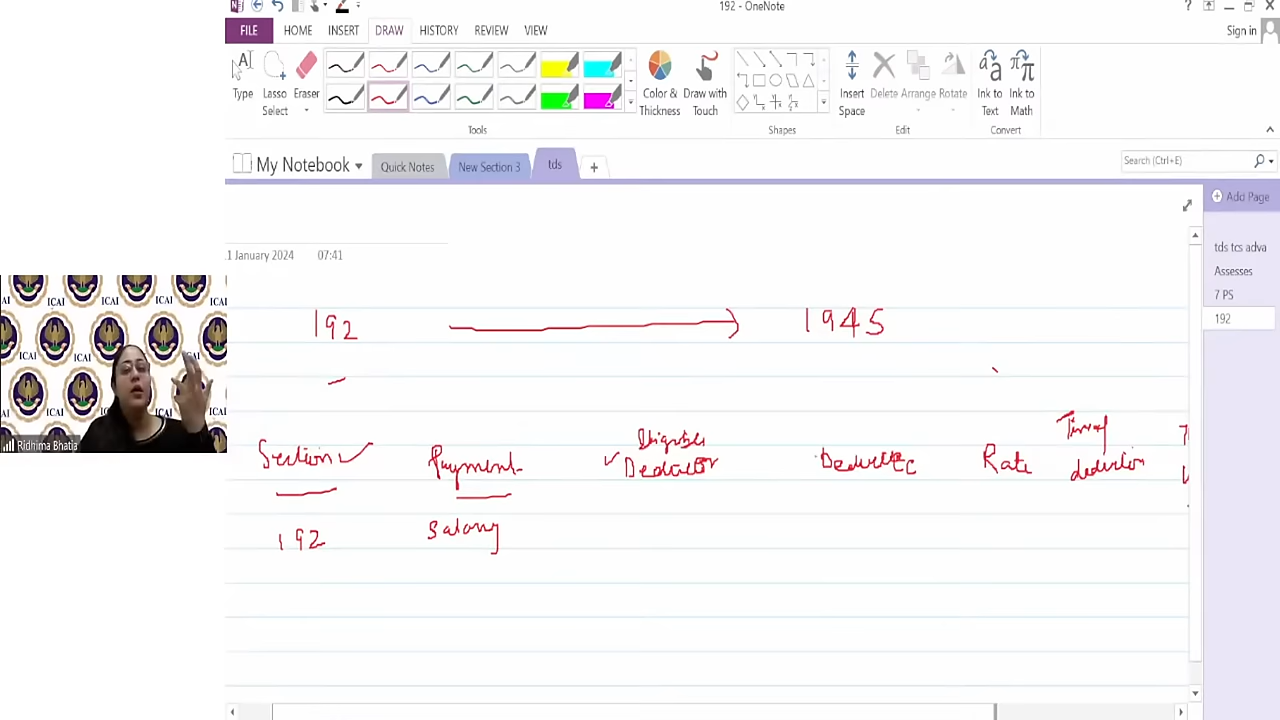 192 - OneNote
Sign in
FILE HOME INSERT DRAW HISTORY REVIEW VIEW
Type
Lasso Select
Eraser
Color & Thickness
Draw with Touch
Insert Space
Delete
Arrange
Rotate
Ink to Text
Ink to Math
Tools
Shapes
Edit
Convert
My Notebook
Quick Notes
New Section 3
tds
Search (Ctrl+E)
Add Page
tds tcs adva
Assesses
7 PS
192
1 January 2024 07:41
192 1945
Section Payment Eligible Deductor Deductee Rate Time of deduction
192 Salary
ICAI
Ridhima Bhatia